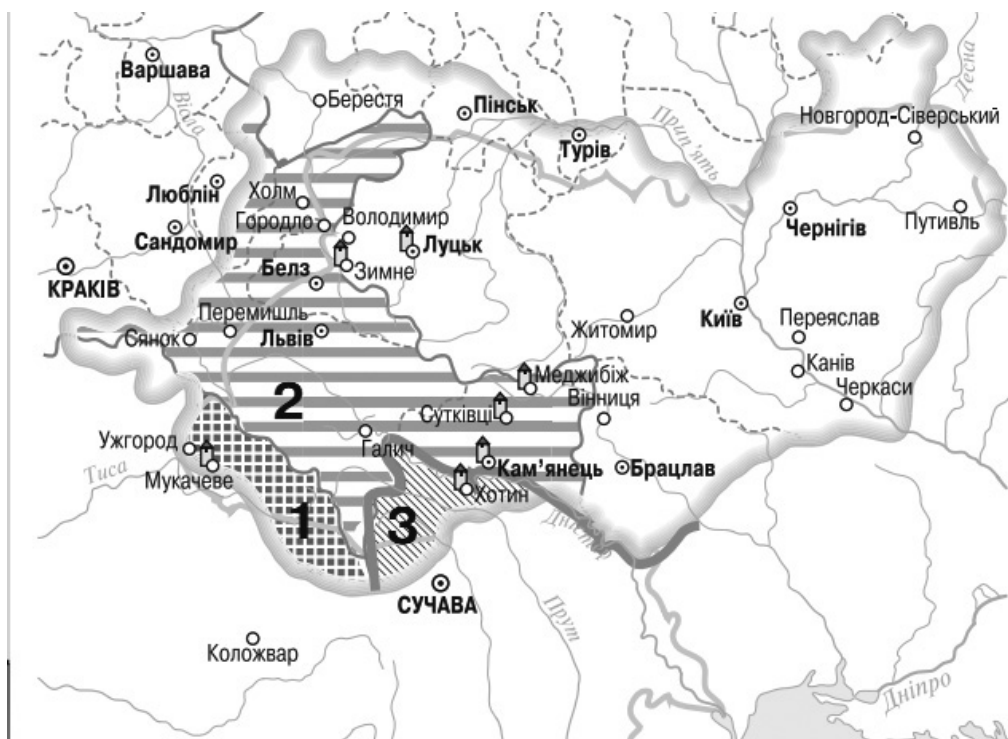 Варшава
Вісла
Берестя
Пінськ
Турів
Прип'ять
Десна
Новгород-Сіверський
Люблін
Холм
Городло
Володимир
Луцьк
Чернігів
Путивль
Сандомир
КРАКІВ
Белз
Зимне
Перемишль
Сянок
Львів
Житомир
Київ
Переяслав
Канів
Черкаси
Меджибіж
Вінниця
Сутківці
2
Галич
Ужгород
Тиса
Мукачеве
Кам'янець
Брацлав
Хотин
1
3
Дністер
СУЧАВА
Прут
Коложвар
Дніпро